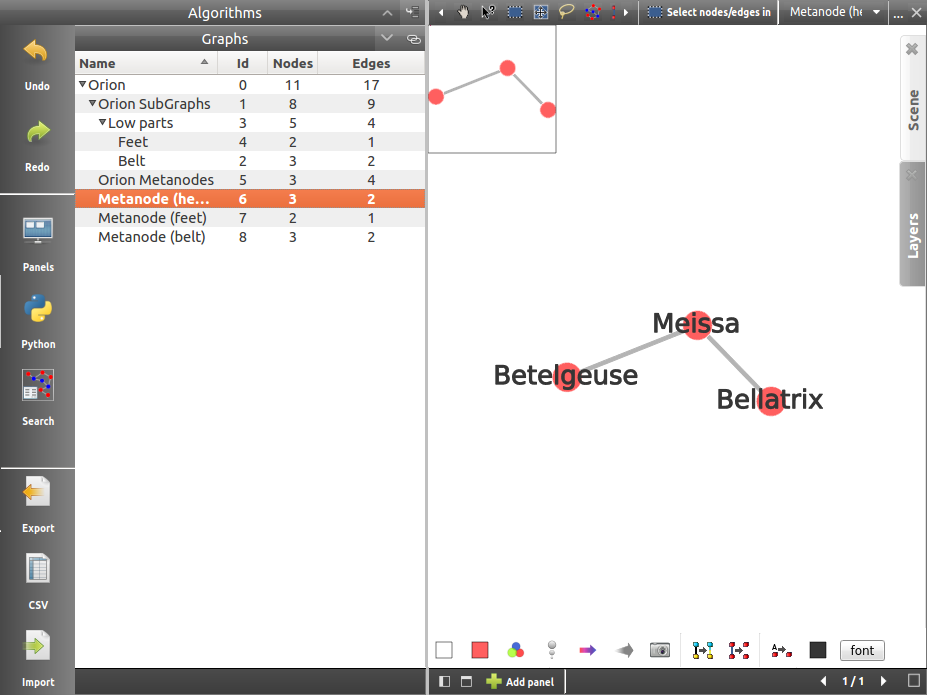 Algorithms
Select nodes/edges in
Metanode (he
...
Graphs
Name Id Nodes Edges
Orion 0 11 17
Orion SubGraphs 1 8 9
Low parts 3 5 4
Feet 4 2 1
Belt 2 3 2
Orion Metanodes 5 3 4
Metanode (he... 6 3 2
Metanode (feet) 7 2 1
Metanode (belt) 8 3 2
Undo
Redo
Panels
Python
Search
Export
CSV
Import
Scene
Layers
Meissa
Betelgeuse
Bellatrix
A
font
Add panel
1/1